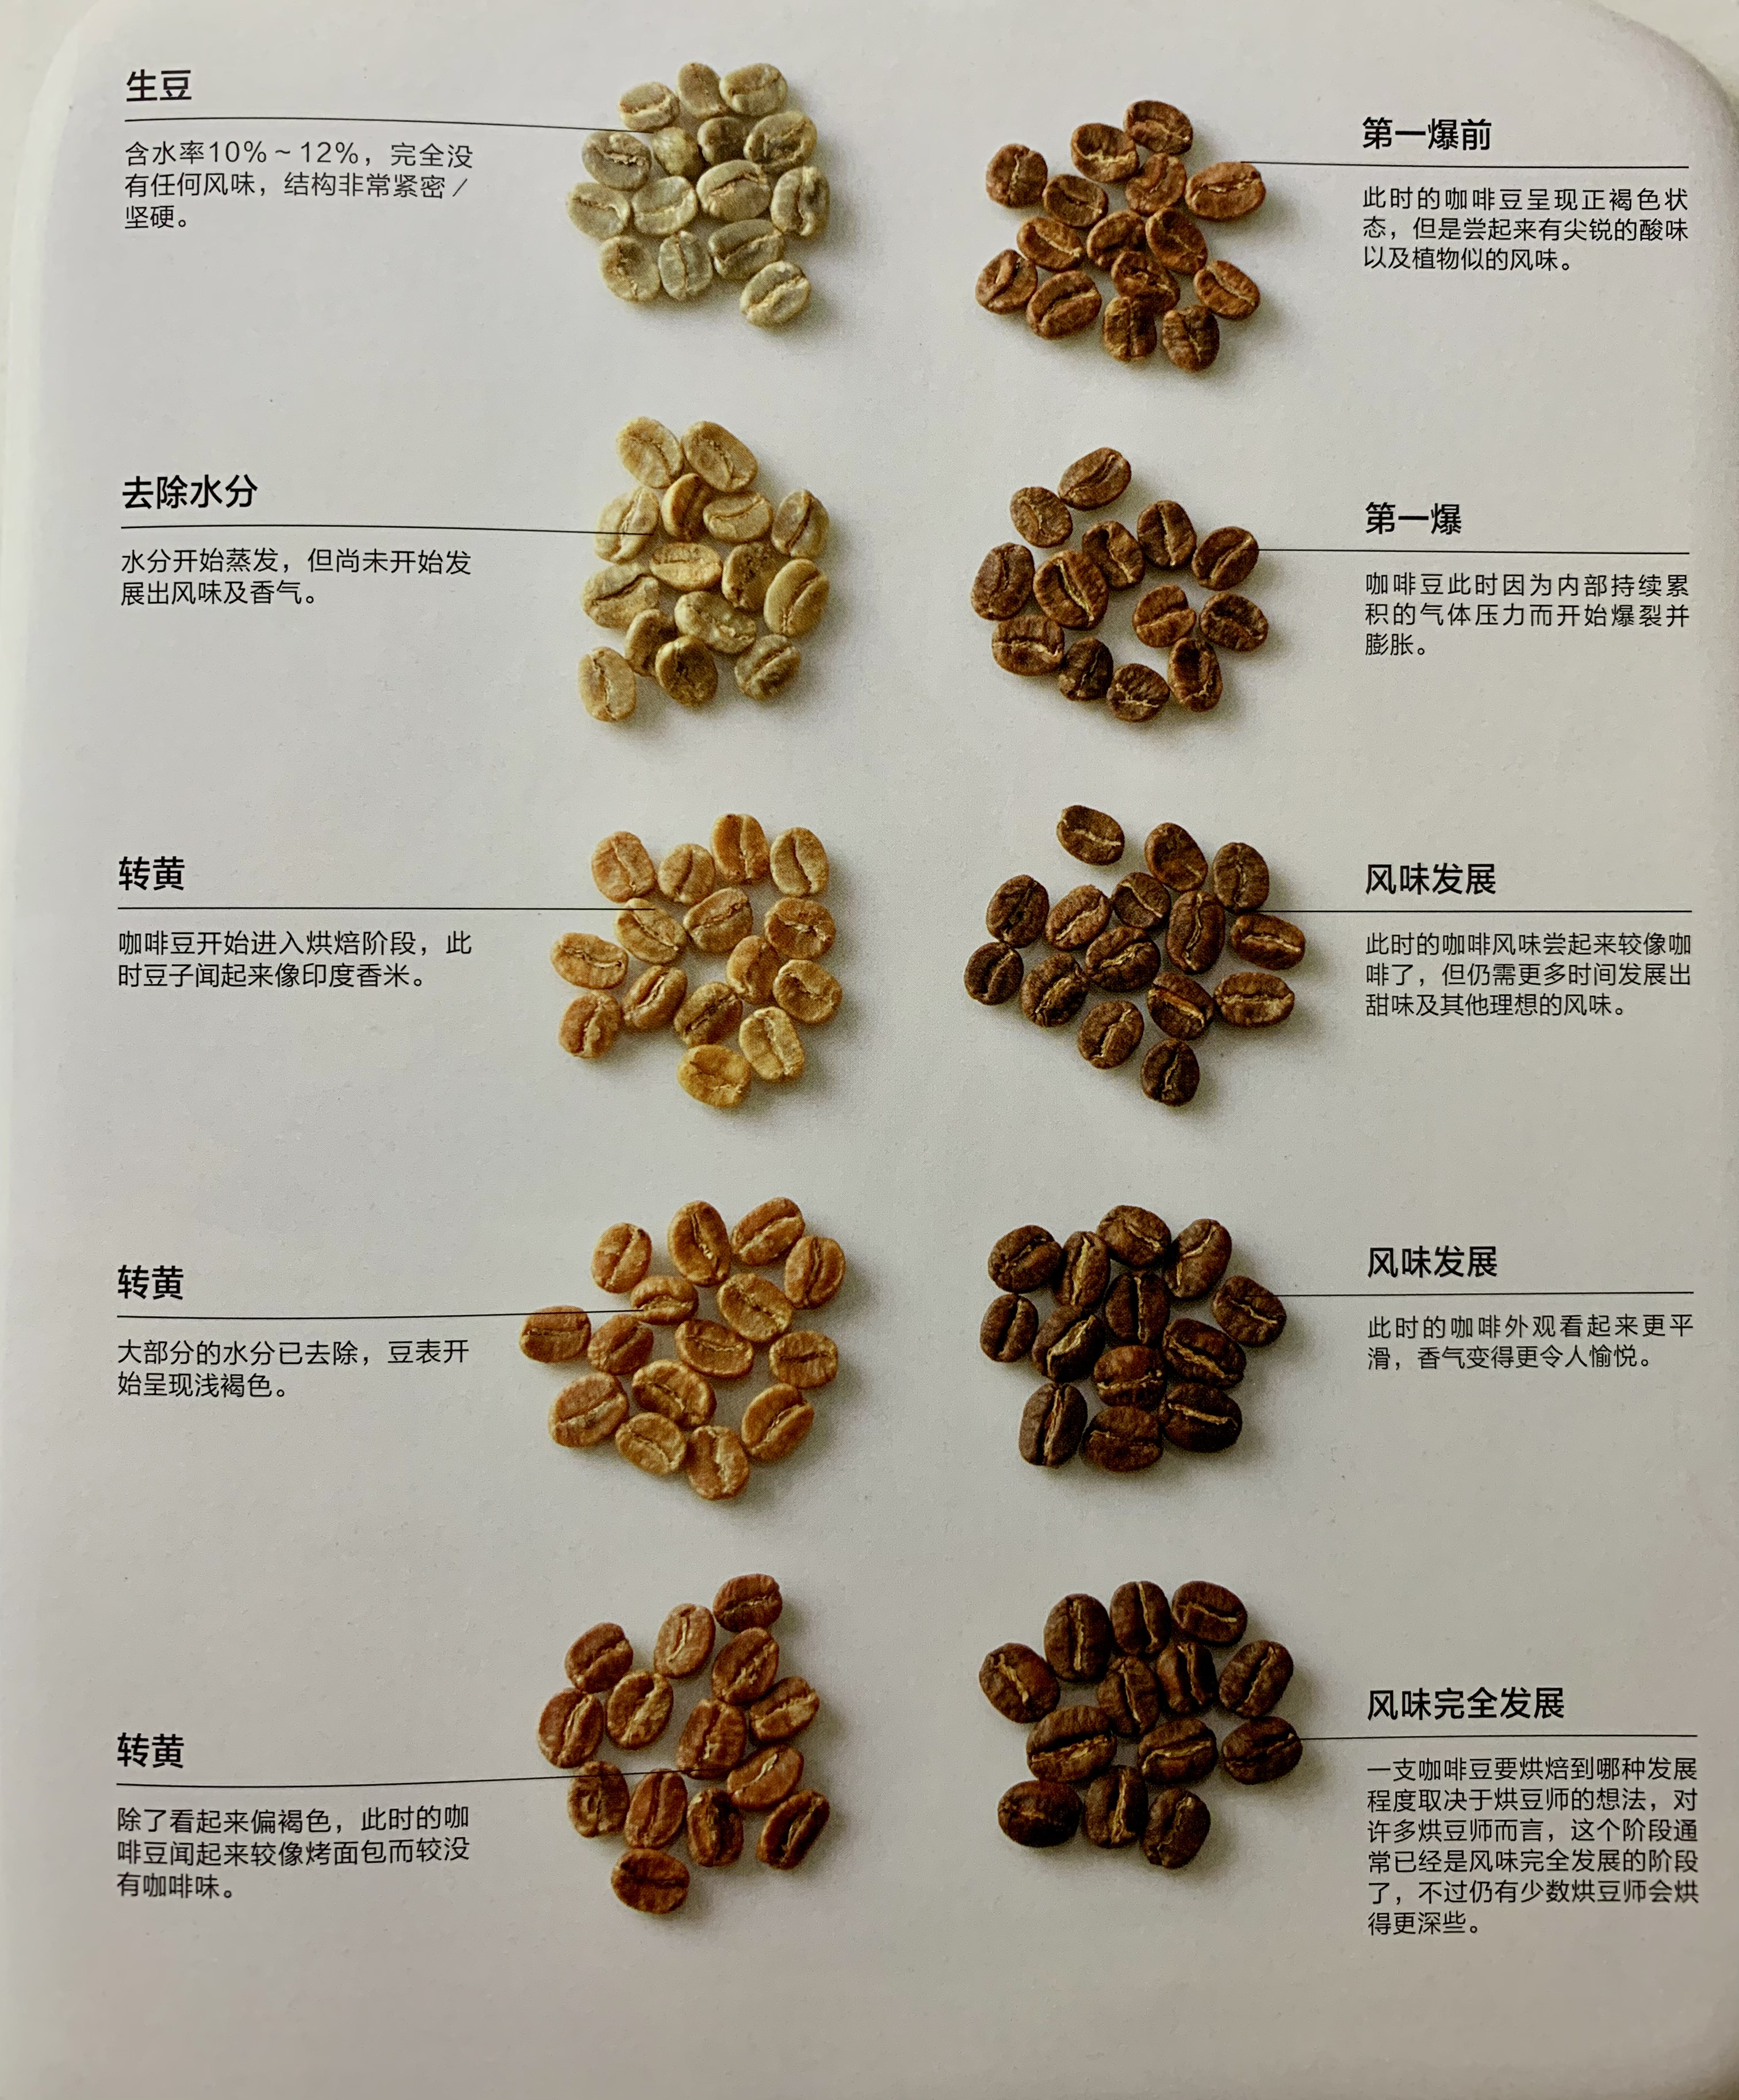 生豆
含水率10%~12%，完全没
有任何风味，结构非常紧密／
坚硬。
去除水分
水分开始蒸发，但尚未开始发
展出风味及香气。
转黄
咖啡豆开始进入烘焙阶段，此
时豆子闻起来像印度香米。
转黄
大部分的水分已去除，豆表开
始呈现浅褐色。
转黄
除了看起来偏褐色，此时的咖
啡豆闻起来较像烤面包而较没
有咖啡味。
第一爆前
此时的咖啡豆呈现正褐色状
态，但是尝起来有尖锐的酸味
以及植物似的风味。
第一爆
咖啡豆此时因为内部持续累
积的气体压力而开始爆裂并
膨胀。
风味发展
此时的咖啡风味尝起来较像咖
啡了，但仍需更多时间发展出
甜味及其他理想的风味。
风味发展
此时的咖啡外观看起来更平
滑，香气变得更令人愉悦。
风味完全发展
一支咖啡豆要烘焙到哪种发展
程度取决于烘豆师的想法，对
许多烘豆师而言，这个阶段通
常已经是风味完全发展的阶段
了，不过仍有少数烘豆师会烘
得更深些。